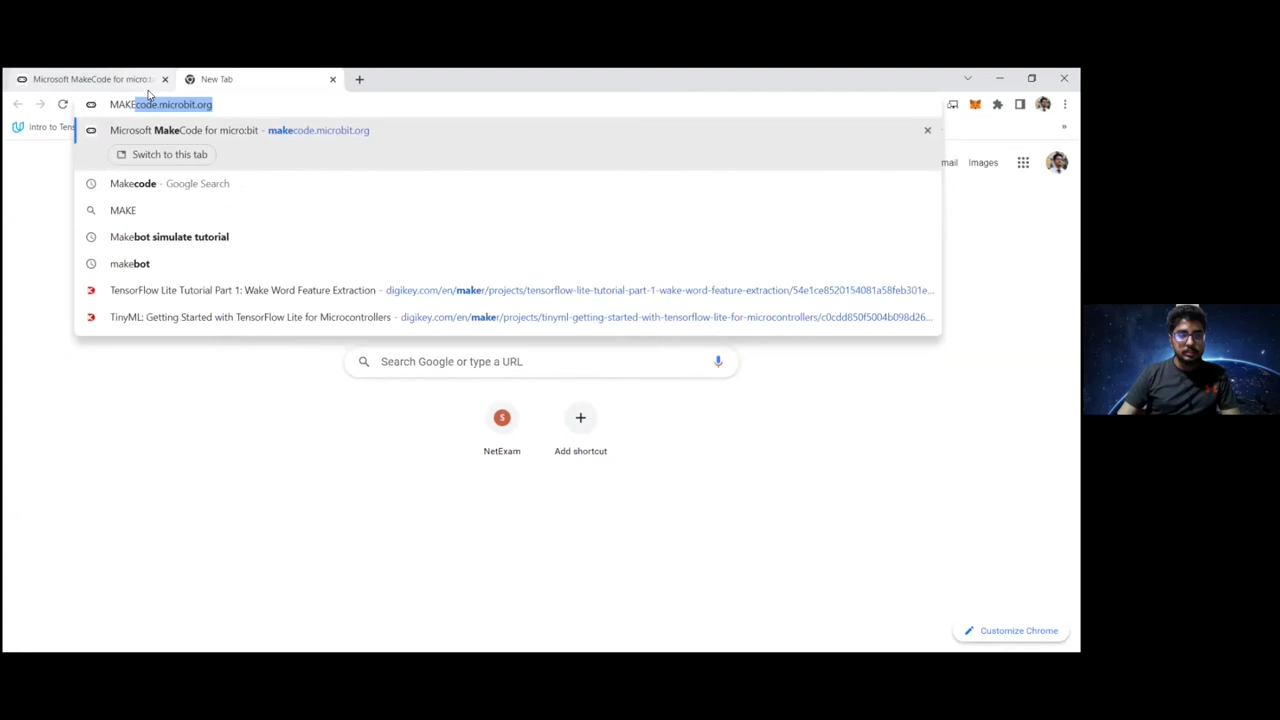 Microsoft MakeCode for micro:bit
New Tab
MAKEcode.microbit.org
Intro to Tens
Microsoft MakeCode for micro:bit - makecode.microbit.org
Switch to this tab
Makecode - Google Search
MAKE
Makebot simulate tutorial
makebot
TensorFlow Lite Tutorial Part 1: Wake Word Feature Extraction - digikey.com/en/maker/projects/tensorflow-lite-tutorial-part-1-wake-word-feature-extraction/54e1ce8520154081a58feb301e...
TinyML: Getting Started with TensorFlow Lite for Microcontrollers - digikey.com/en/maker/projects/tinyml-getting-started-with-tensorflow-lite-for-microcontrollers/c0cdd850f5004b098d26...
mail Images
Search Google or type a URL
S
NetExam
Add shortcut
Customize Chrome